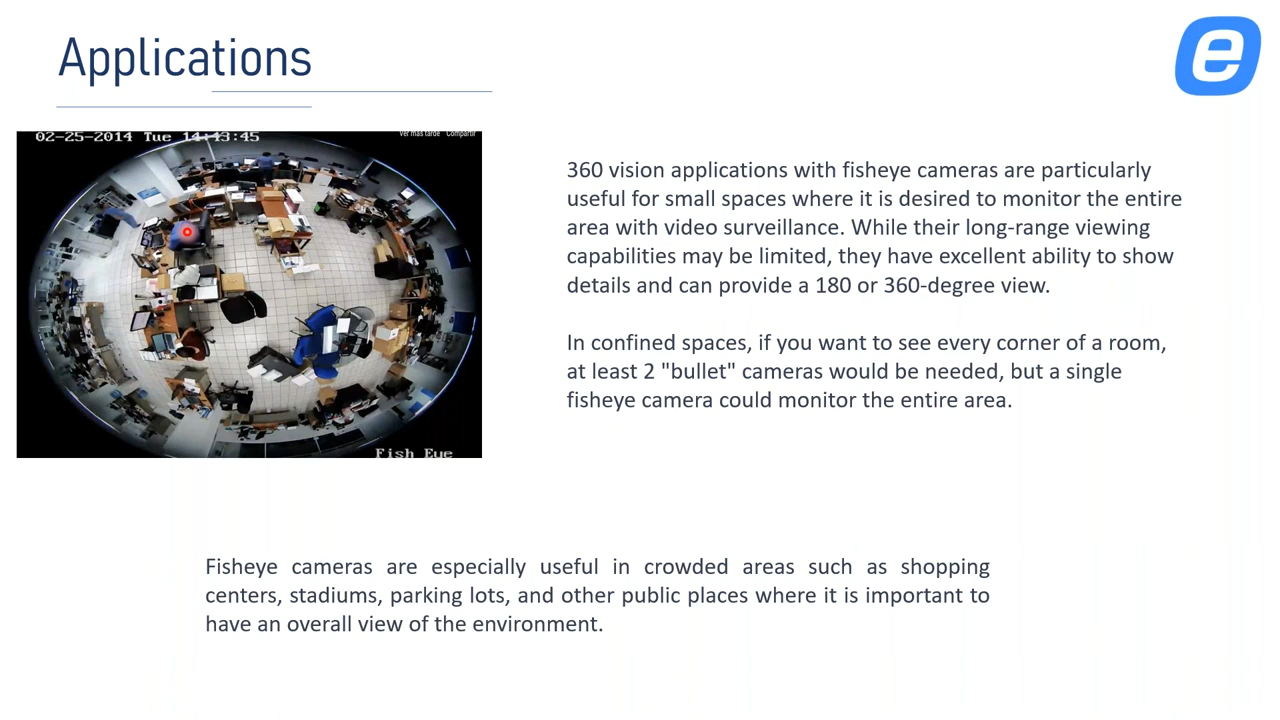 Applications
e
02-25-2014 Tue 14:43:45
Ver más tarde Compartir
Fish Eye
360 vision applications with fisheye cameras are particularly
useful for small spaces where it is desired to monitor the entire
area with video surveillance. While their long-range viewing
capabilities may be limited, they have excellent ability to show
details and can provide a 180 or 360-degree view.
In confined spaces, if you want to see every corner of a room,
at least 2 "bullet" cameras would be needed, but a single
fisheye camera could monitor the entire area.
Fisheye cameras are especially useful in crowded areas such as shopping
centers, stadiums, parking lots, and other public places where it is important to
have an overall view of the environment.